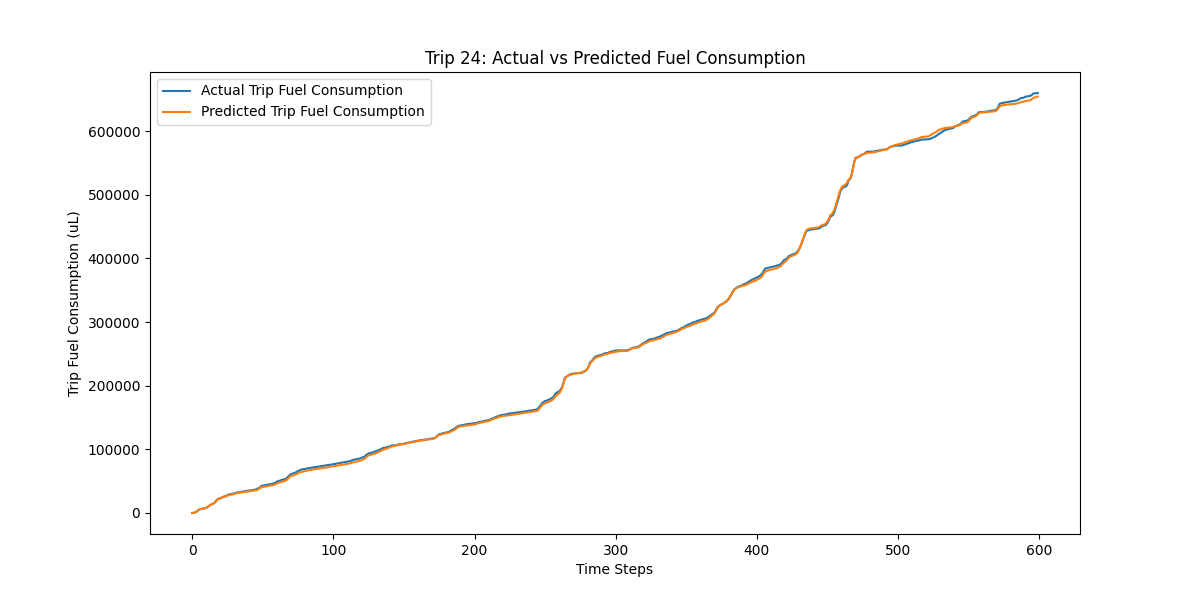 Trip 24: Actual vs Predicted Fuel Consumption
Actual Trip Fuel Consumption
Predicted Trip Fuel Consumption
Trip Fuel Consumption (uL)
600000
500000
400000
300000
200000
100000
0
0 100 200 300 400 500 600
Time Steps